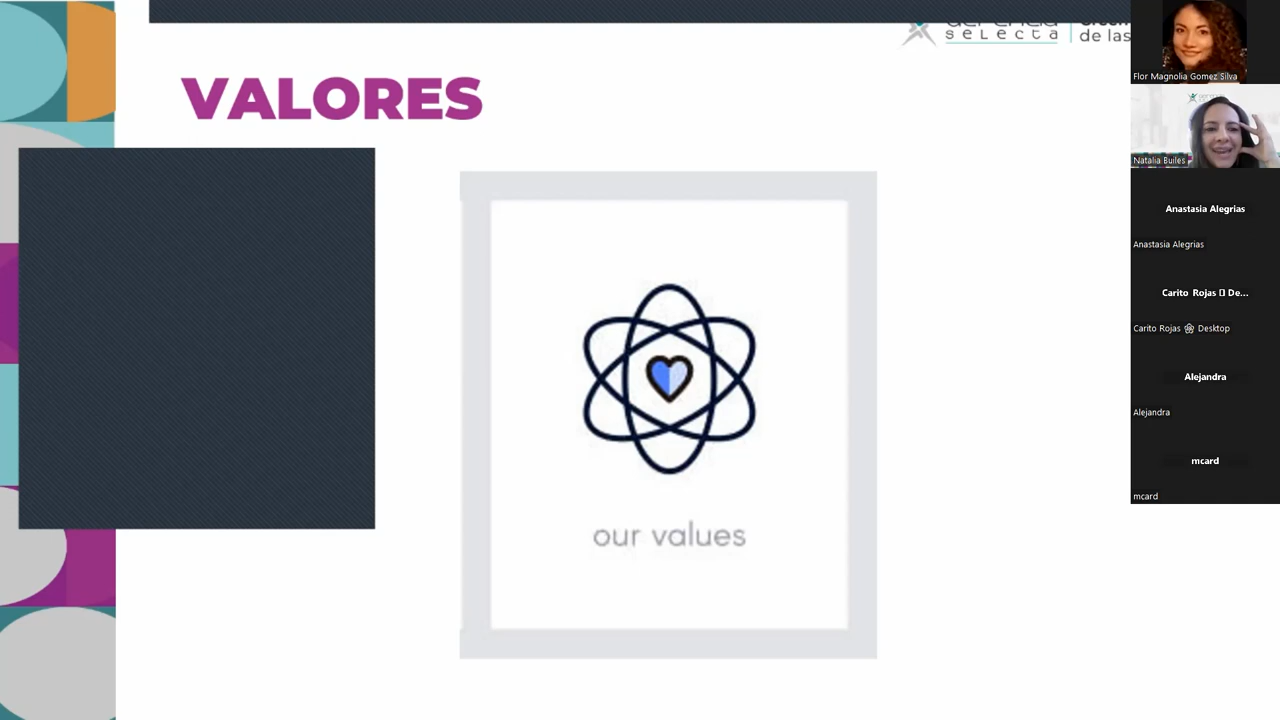 VALORES
selecta
de las
our values
Flor Magnolia Gomez Silva
Natalia Builes
Anastasia Alegrias
Anastasia Alegrias
Carito Rojas De...
Carito Rojas Desktop
Alejandra
Alejandra
mcard
mcard